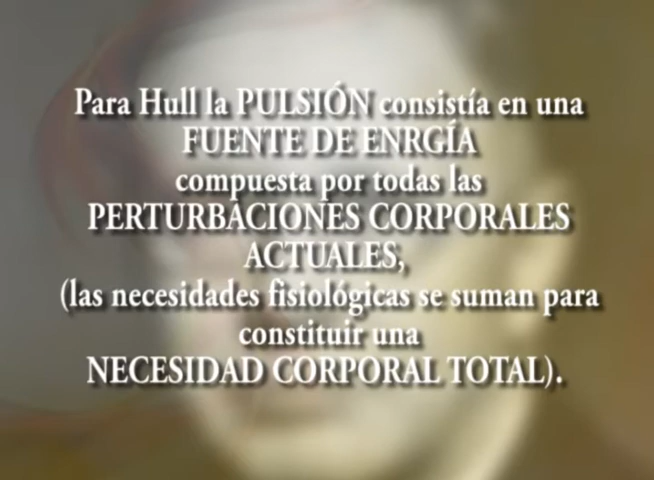 Para Hull la PULSIÓN consistía en una
FUENTE DE ENRGÍA
compuesta por todas las
PERTURBACIONES CORPORALES
ACTUALES,
(las necesidades fisiológicas se suman para
constituir una
NECESIDAD CORPORAL TOTAL).